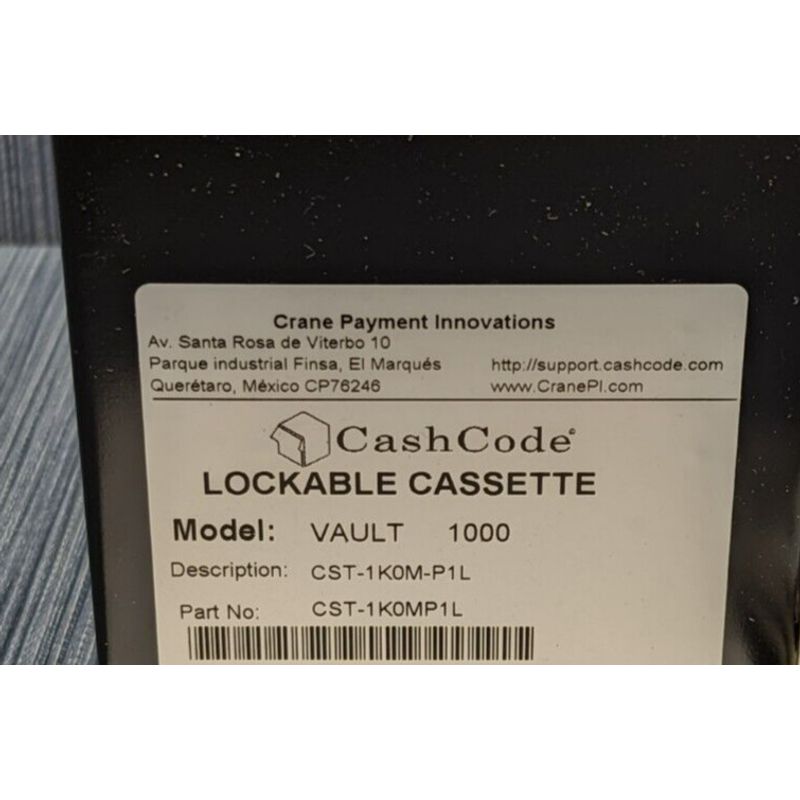 Crane Payment Innovations
Av. Santa Rosa de Viterbo 10
Parque industrial Finsa, El Marqués http://support.cashcode.com
Querétaro, México CP76246 www.CranePI.com
CashCode
LOCKABLE CASSETTE
Model: VAULT 1000
Description: CST-1K0M-P1L
Part No: CST-1K0MP1L